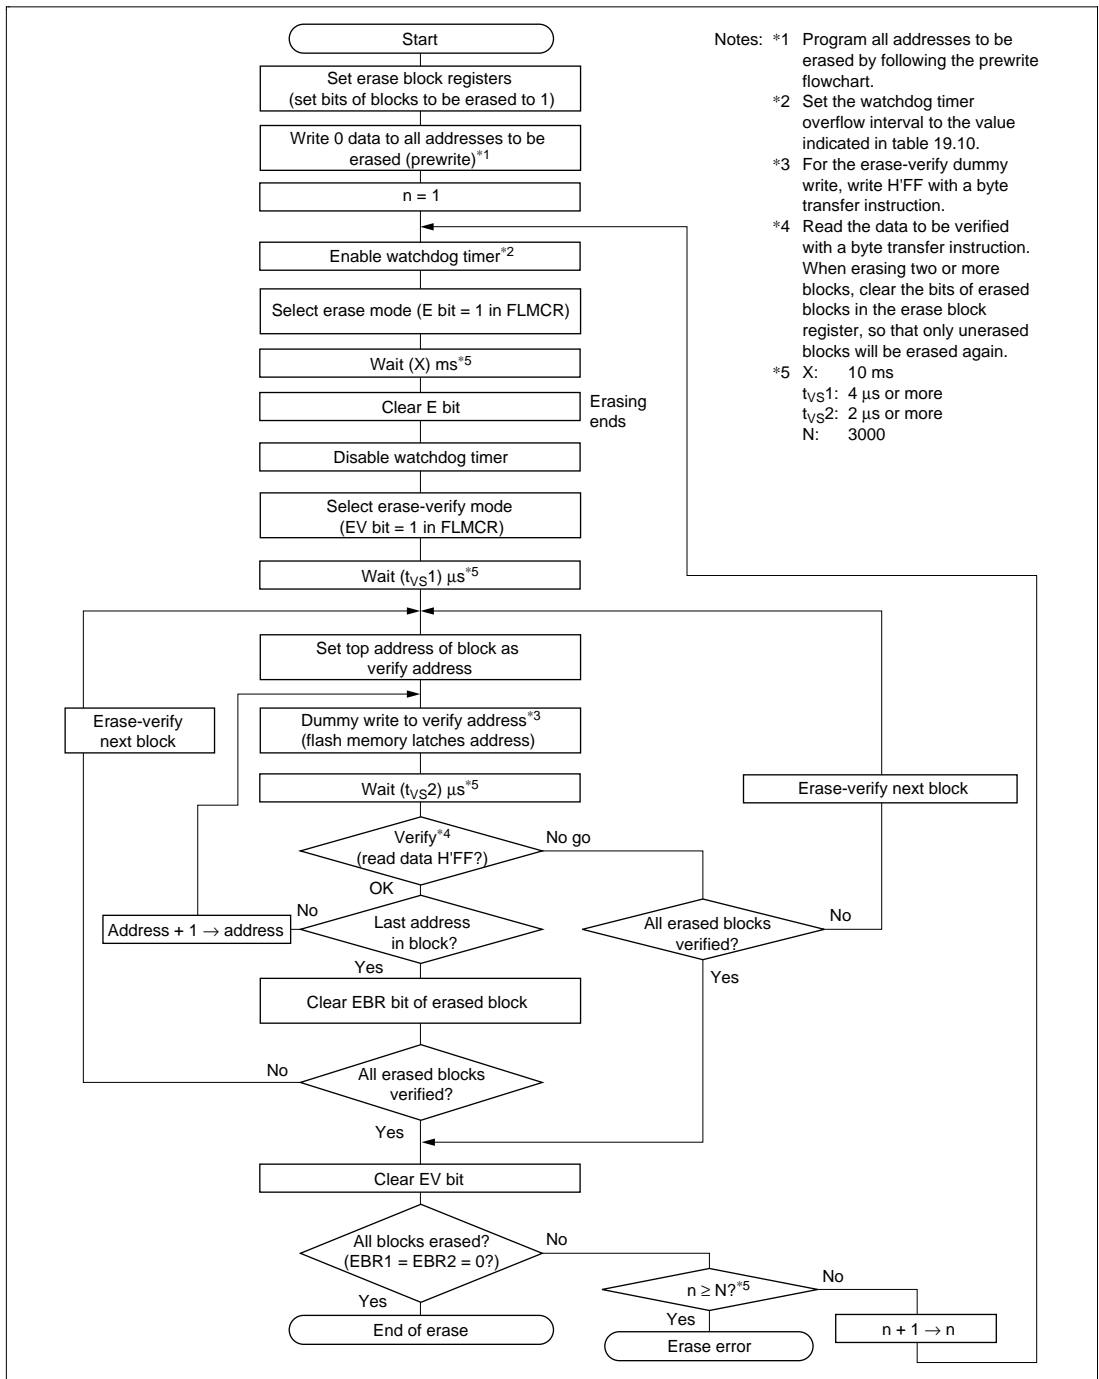 Start
Set erase block registers
(set bits of blocks to be erased to 1)
Write 0 data to all addresses to be
erased (prewrite)*1
n = 1
Enable watchdog timer*2
Select erase mode (E bit = 1 in FLMCR)
Wait (X) ms*5
Clear E bit
Erasing
ends
Disable watchdog timer
Select erase-verify mode
(EV bit = 1 in FLMCR)
Wait (tVS1) μs*5
Set top address of block as
verify address
Erase-verify
next block
Dummy write to verify address*3
(flash memory latches address)
Wait (tVS2) μs*5
Erase-verify next block
Verify*4
(read data H'FF?)
No go
OK
No
Address + 1 → address
Last address
in block?
All erased blocks
verified?
No
Yes
Yes
Clear EBR bit of erased block
No
All erased blocks
verified?
Yes
Clear EV bit
All blocks erased?
(EBR1 = EBR2 = 0?)
No
Yes
n ≥ N?*5
No
Yes
End of erase
Erase error
n + 1 → n
Notes: *1 Program all addresses to be
erased by following the prewrite
flowchart.
*2 Set the watchdog timer
overflow interval to the value
indicated in table 19.10.
*3 For the erase-verify dummy
write, write H'FF with a byte
transfer instruction.
*4 Read the data to be verified
with a byte transfer instruction.
When erasing two or more
blocks, clear the bits of erased
blocks in the erase block
register, so that only unerased
blocks will be erased again.
*5 X: 10 ms
tVS1: 4 μs or more
tVS2: 2 μs or more
N: 3000